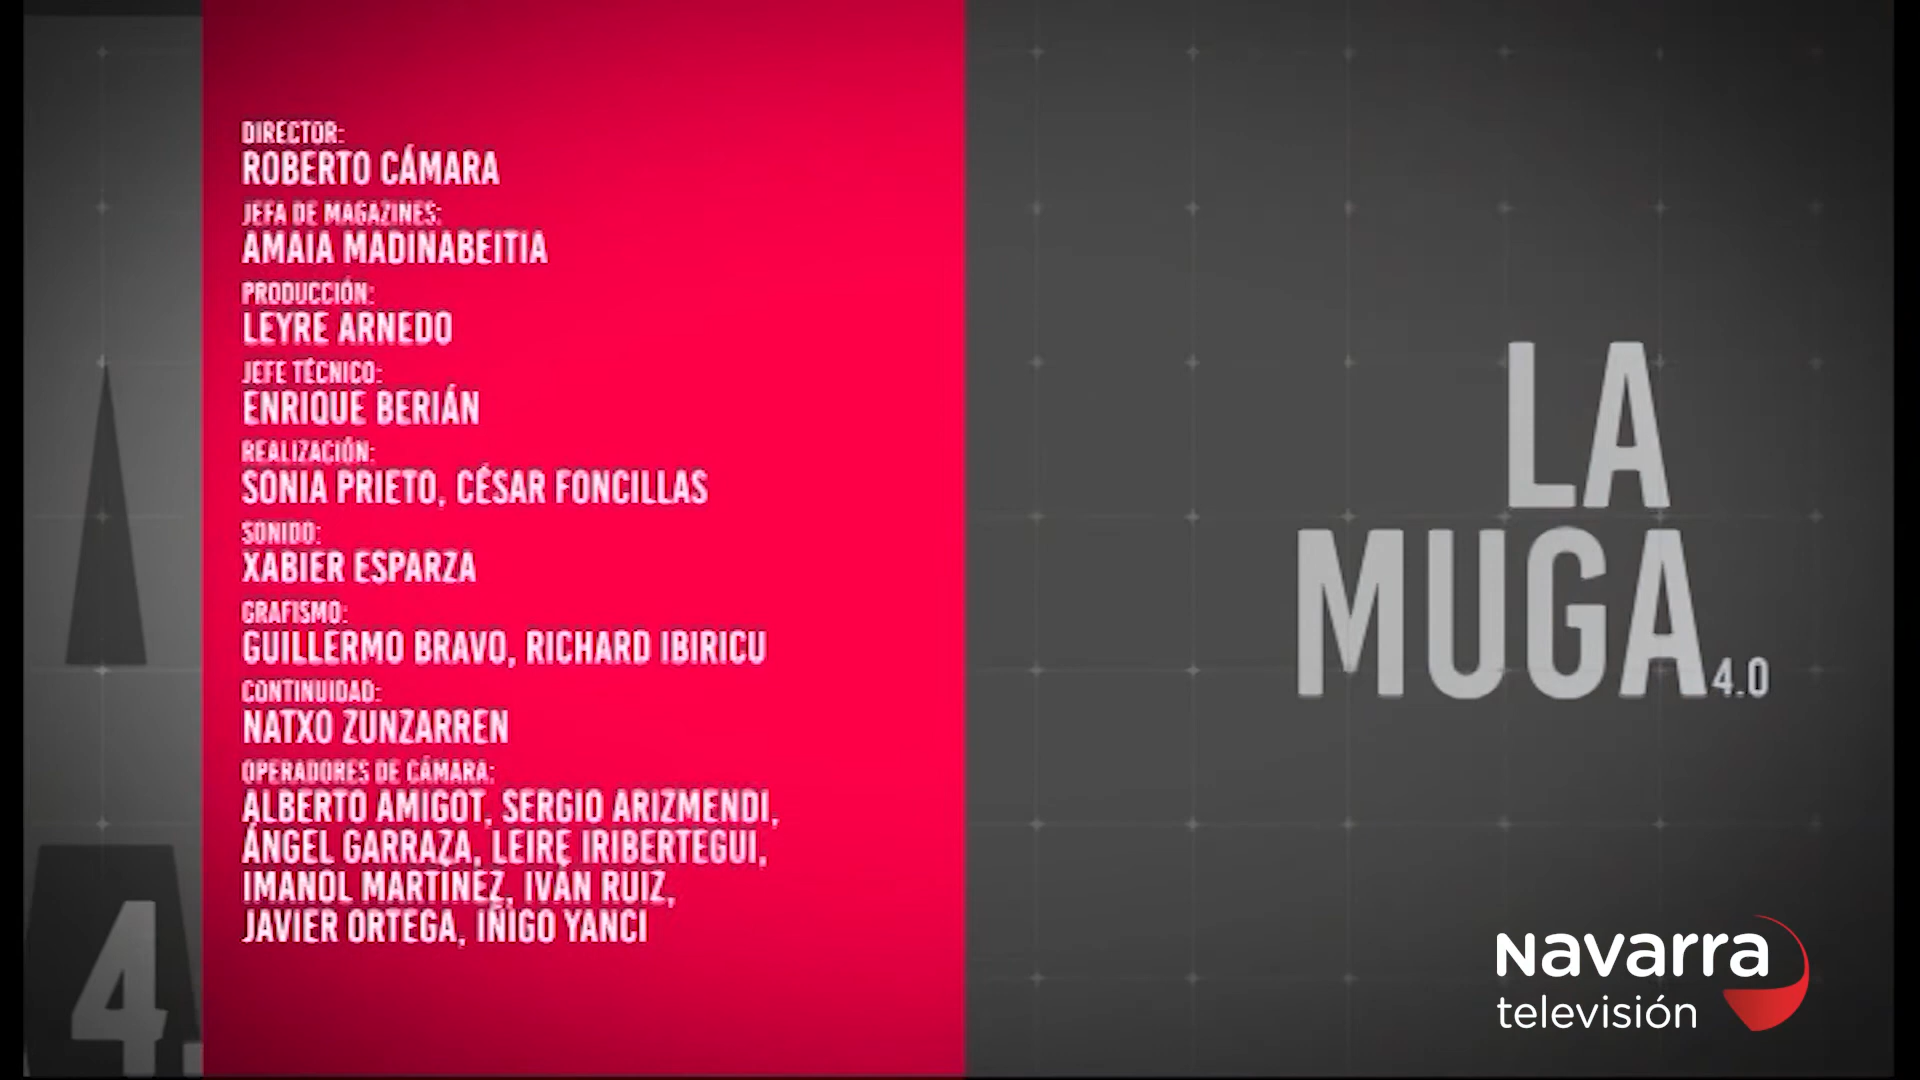 DIRECTOR:
ROBERTO CÁMARA
JEFA DE MAGAZINES:
AMAIA MADINABEITIA
PRODUCCIÓN:
LEYRE ARNEDO
JEFE TÉCNICO:
ENRIQUE BERIÁN
REALIZACIÓN:
SONIA PRIETO, CÉSAR FONCILLAS
SONIDO:
XABIER ESPARZA
GRAFISMO:
GUILLERMO BRAVO, RICHARD IBIRICU
CONTINUIDAD:
NATXO ZUNZARREN
OPERADORES DE CÁMARA:
ALBERTO AMIGOT, SERGIO ARIZMENDI,
ÁNGEL GARRAZA, LEIRE IRIBERTEGUI,
IMANOL MARTÍNEZ, IVÁN RUIZ,
JAVIER ORTEGA, IÑIGO YANCI
LA
MUGA 4.0
Navarra
televisión
4.